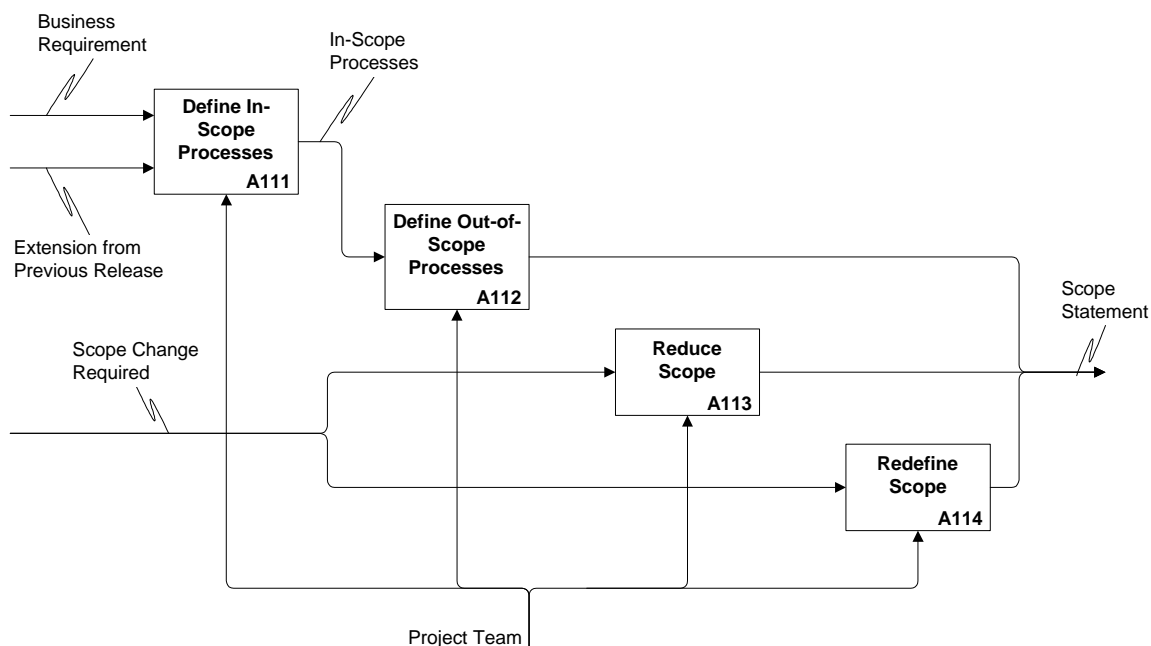 Business
Requirement
In-Scope
Processes
Define In-
Scope
Processes
A111
Extension from
Previous Release
Define Out-of-
Scope
Processes
A112
Scope
Statement
Scope Change
Required
Reduce
Scope
A113
Redefine
Scope
A114
Project Team